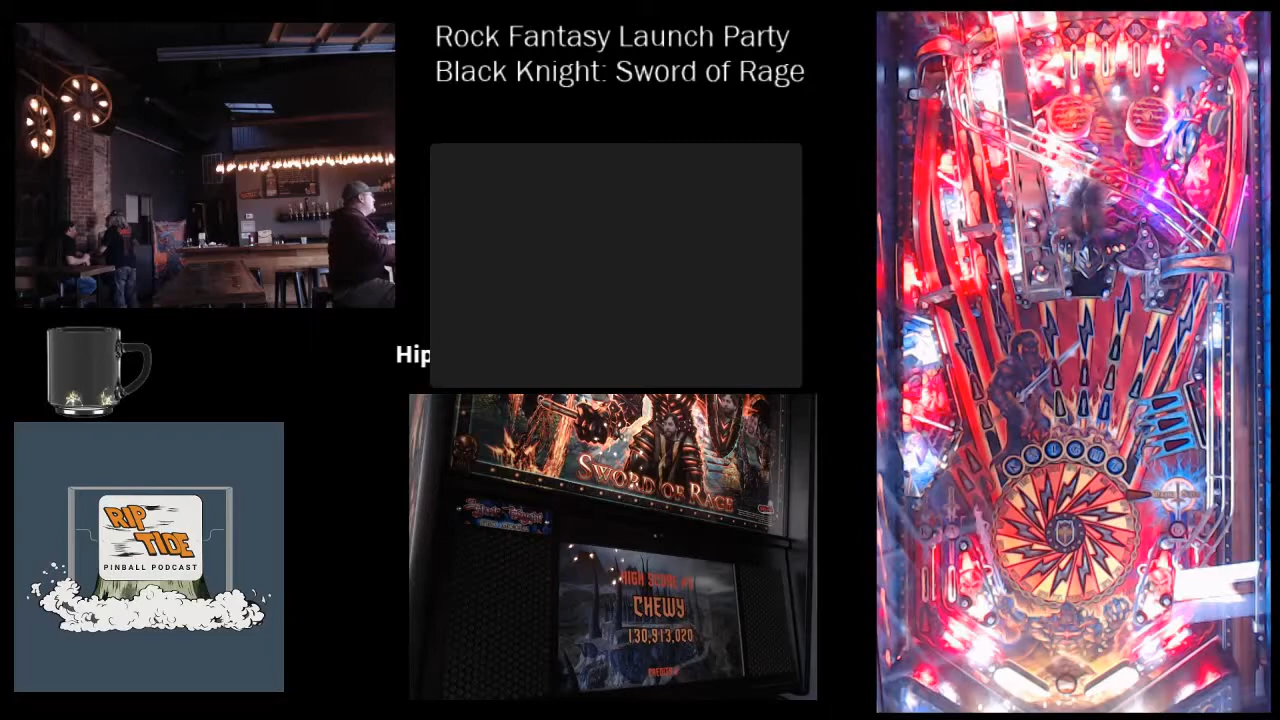 Rock Fantasy Launch Party
Black Knight: Sword of Rage
Hip
RIP
TIDE
PINBALL PODCAST
SWORD OF RAGE
HIGH SCORE #1
CHEWY
130,913,020
CREDITS